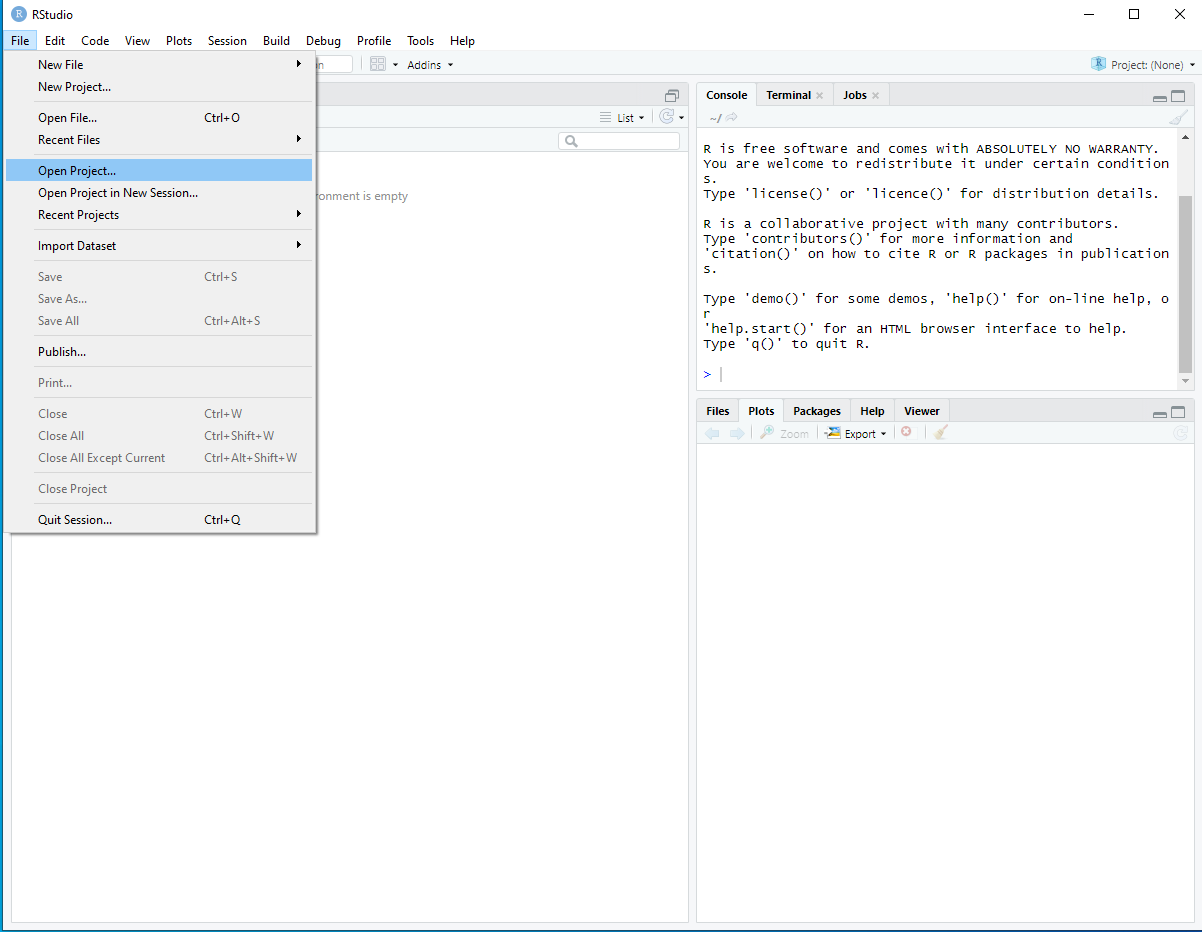 R RStudio
File Edit Code View Plots Session Build Debug Profile Tools Help
Addins
Project: (None)
New File
New Project...
Open File... Ctrl+O
Recent Files
Open Project...
Open Project in New Session...
Recent Projects
Import Dataset
Save Ctrl+S
Save As...
Save All Ctrl+Alt+S
Publish...
Print...
Close Ctrl+W
Close All Ctrl+Shift+W
Close All Except Current Ctrl+Alt+Shift+W
Close Project
Quit Session... Ctrl+Q
List
ronment is empty
Console Terminal Jobs
~/
R is free software and comes with ABSOLUTELY NO WARRANTY.
You are welcome to redistribute it under certain condition
s.
Type 'license()' or 'licence()' for distribution details.
R is a collaborative project with many contributors.
Type 'contributors()' for more information and
'citation()' on how to cite R or R packages in publication
s.
Type 'demo()' for some demos, 'help()' for on-line help, o
r
'help.start()' for an HTML browser interface to help.
Type 'q()' to quit R.
>
Files Plots Packages Help Viewer
Zoom Export